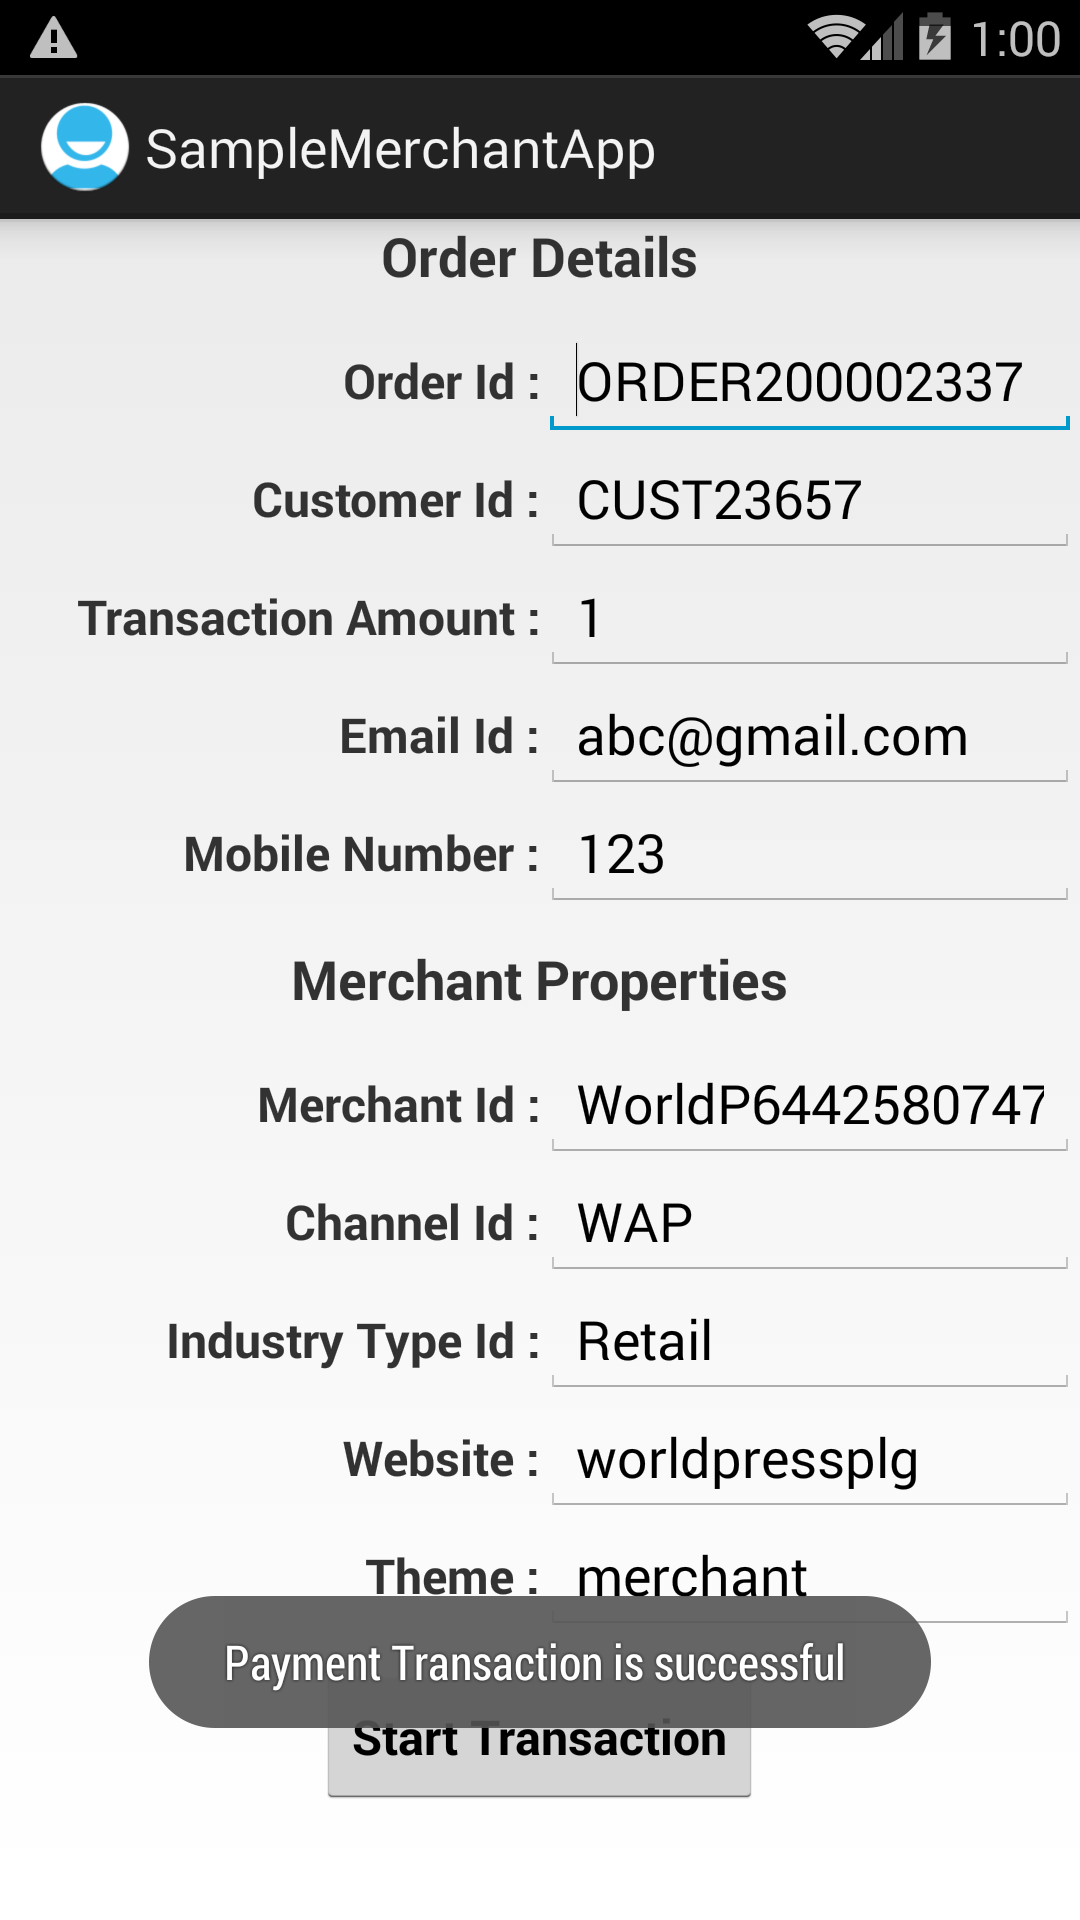 1:00
SampleMerchantApp
Order Details
Order Id : ORDER200002337
Customer Id : CUST23657
Transaction Amount : 1
Email Id : abc@gmail.com
Mobile Number : 123
Merchant Properties
Merchant Id : WorldP6442580747
Channel Id : WAP
Industry Type Id : Retail
Website : worldpressplg
Theme : merchant
Payment Transaction is successful
Start Transaction